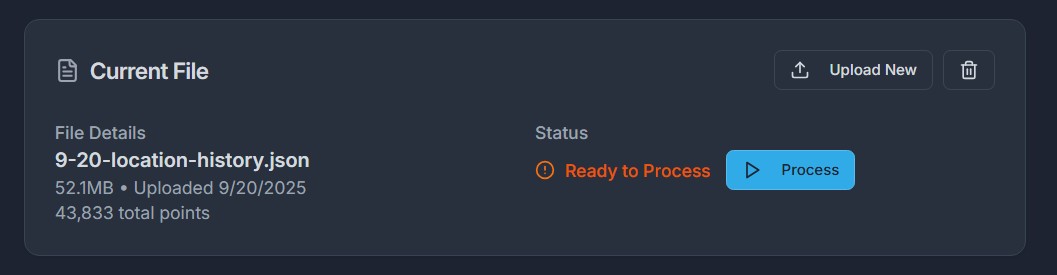 Current File
Upload New
File Details
9-20-location-history.json
52.1MB • Uploaded 9/20/2025
43,833 total points
Status
Ready to Process
Process